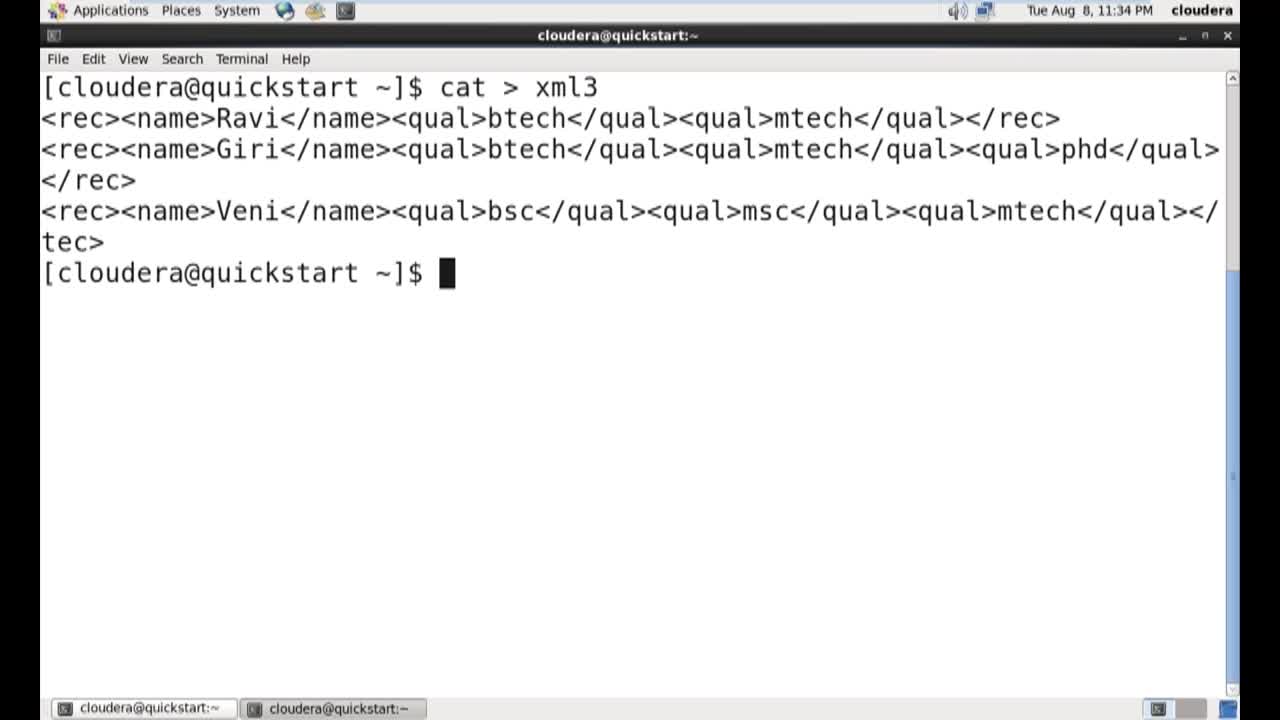 Applications Places System Tue Aug 8, 11:34 PM cloudera
cloudera@quickstart:~
File Edit View Search Terminal Help
[cloudera@quickstart ~]$ cat > xml3
<rec><name>Ravi</name><qual>btech</qual><qual>mtech</qual></rec>
<rec><name>Giri</name><qual>btech</qual><qual>mtech</qual><qual>phd</qual>
</rec>
<rec><name>Veni</name><qual>bsc</qual><qual>msc</qual><qual>mtech</qual></
tec>
[cloudera@quickstart ~]$
cloudera@quickstart:~ cloudera@quickstart:~